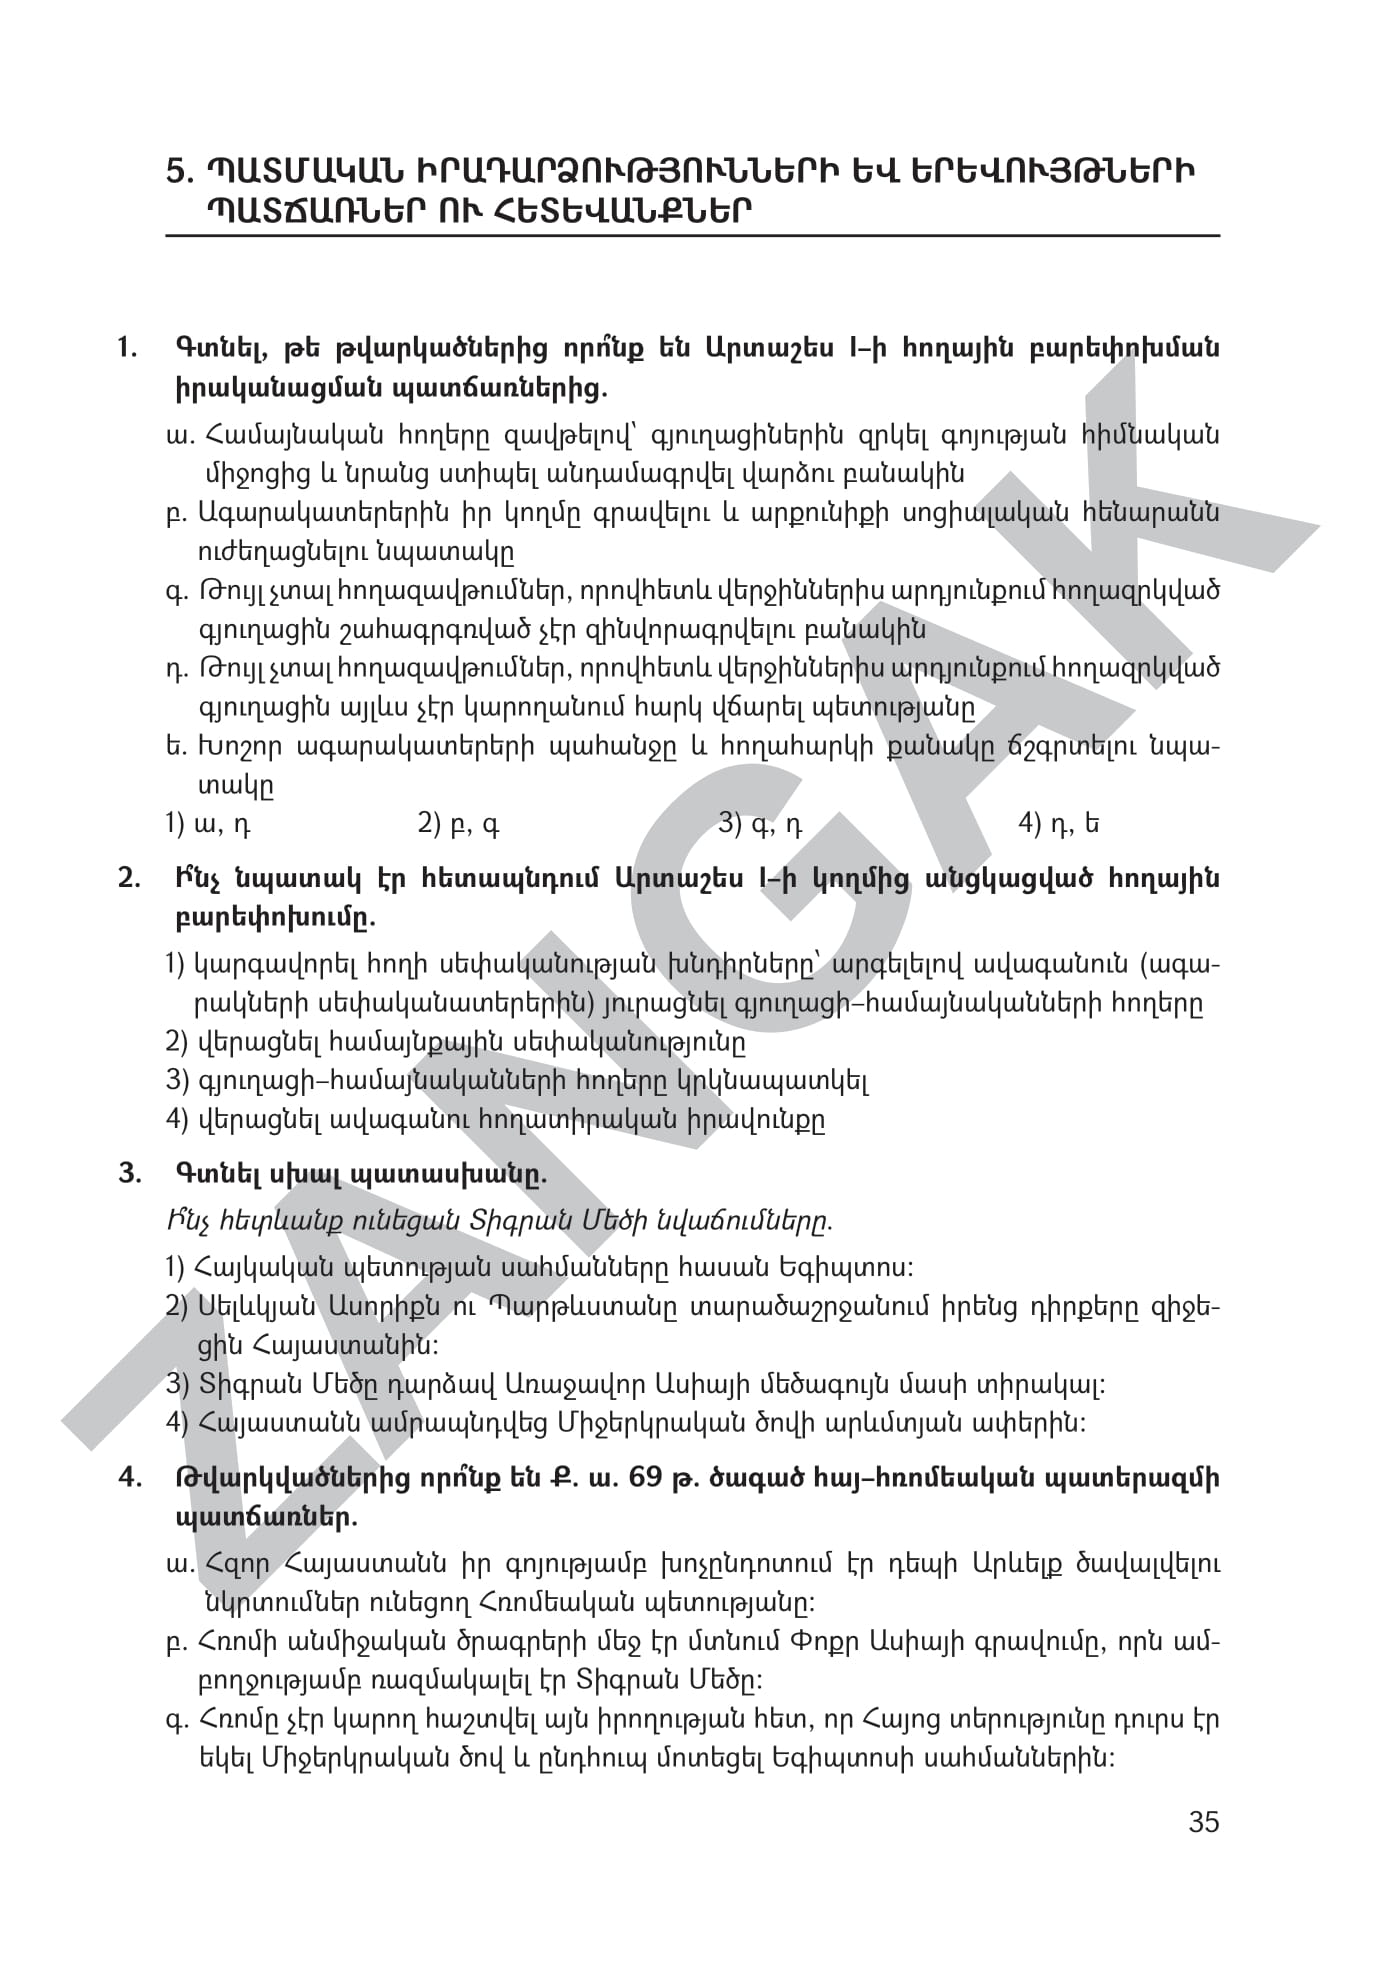 5. ՊԱՏՄԱԿԱՆ ԻՐԱԴԱՐՁՈՒԹՅՈՒՆՆԵՐԻ ԵՎ ԵՐԵՎՈՒՅԹՆԵՐԻ
ՊԱՏՃԱՌՆԵՐ ՈՒ ՀԵՏԵՎԱՆՔՆԵՐ
1. Գտնել, թե թվարկածներից որո՞նք են Արտաշես I–ի հողային բարեփոխման
իրականացման պատճառներից.
ա. Համայնական հողերը զավթելով՝ գյուղացիներին զրկել գոյության հիմնական
միջոցից և նրանց ստիպել անդամագրվել վարձու բանակին
բ. Ագարակատերերին իր կողմը գրավելու և արքունիքի սոցիալական հենարանն
ուժեղացնելու նպատակը
գ. Թույլ չտալ հողազավթումներ, որովհետև վերջիններիս արդյունքում հողազրկված
գյուղացին շահագրգռված չէր զինվորագրվելու բանակին
դ. Թույլ չտալ հողազավթումներ, որովհետև վերջիններիս արդյունքում հողազրկված
գյուղացին այլևս չէր կարողանում հարկ վճարել պետությանը
ե. Խոշոր ագարակատերերի պահանջը և հողահարկի քանակը ճշգրտելու նպա-
տակը
1) ա, դ 2) բ, գ 3) գ, դ 4) դ, ե
2. Ի՞նչ նպատակ էր հետապնդում Արտաշես I–ի կողմից անցկացված հողային
բարեփոխումը.
1) կարգավորել հողի սեփականության խնդիրները՝ արգելելով ավագանուն (ագա-
րակների սեփականատերերին) յուրացնել գյուղացի–համայնականների հողերը
2) վերացնել համայնքային սեփականությունը
3) գյուղացի–համայնականների հողերը կրկնապատկել
4) վերացնել ավագանու հողատիրական իրավունքը
3. Գտնել սխալ պատասխանը.
Ի՞նչ հետևանք ունեցան Տիգրան Մեծի նվաճումները.
1) Հայկական պետության սահմանները հասան Եգիպտոս:
2) Սելևկյան Ասորիքն ու Պարթևստանը տարածաշրջանում իրենց դիրքերը զիջե-
ցին Հայաստանին:
3) Տիգրան Մեծը դարձավ Առաջավոր Ասիայի մեծագույն մասի տիրակալ:
4) Հայաստանն ամրապնդվեց Միջերկրական ծովի արևմտյան ափերին:
4. Թվարկվածներից որո՞նք են Ք. ա. 69 թ. ծագած հայ–հռոմեական պատերազմի
պատճառներ.
ա. Հզոր Հայաստանն իր գոյությամբ խոչընդոտում էր դեպի Արևելք ծավալվելու
նկրտումներ ունեցող Հռոմեական պետությանը:
բ. Հռոմի անմիջական ծրագրերի մեջ էր մտնում Փոքր Ասիայի գրավումը, որն ամ-
բողջությամբ ռազմակալել էր Տիգրան Մեծը:
գ. Հռոմը չէր կարող հաշտվել այն իրողության հետ, որ Հայոց տերությունը դուրս էր
եկել Միջերկրական ծով և ընդհուպ մոտեցել Եգիպտոսի սահմաններին:
35
ZANGAK